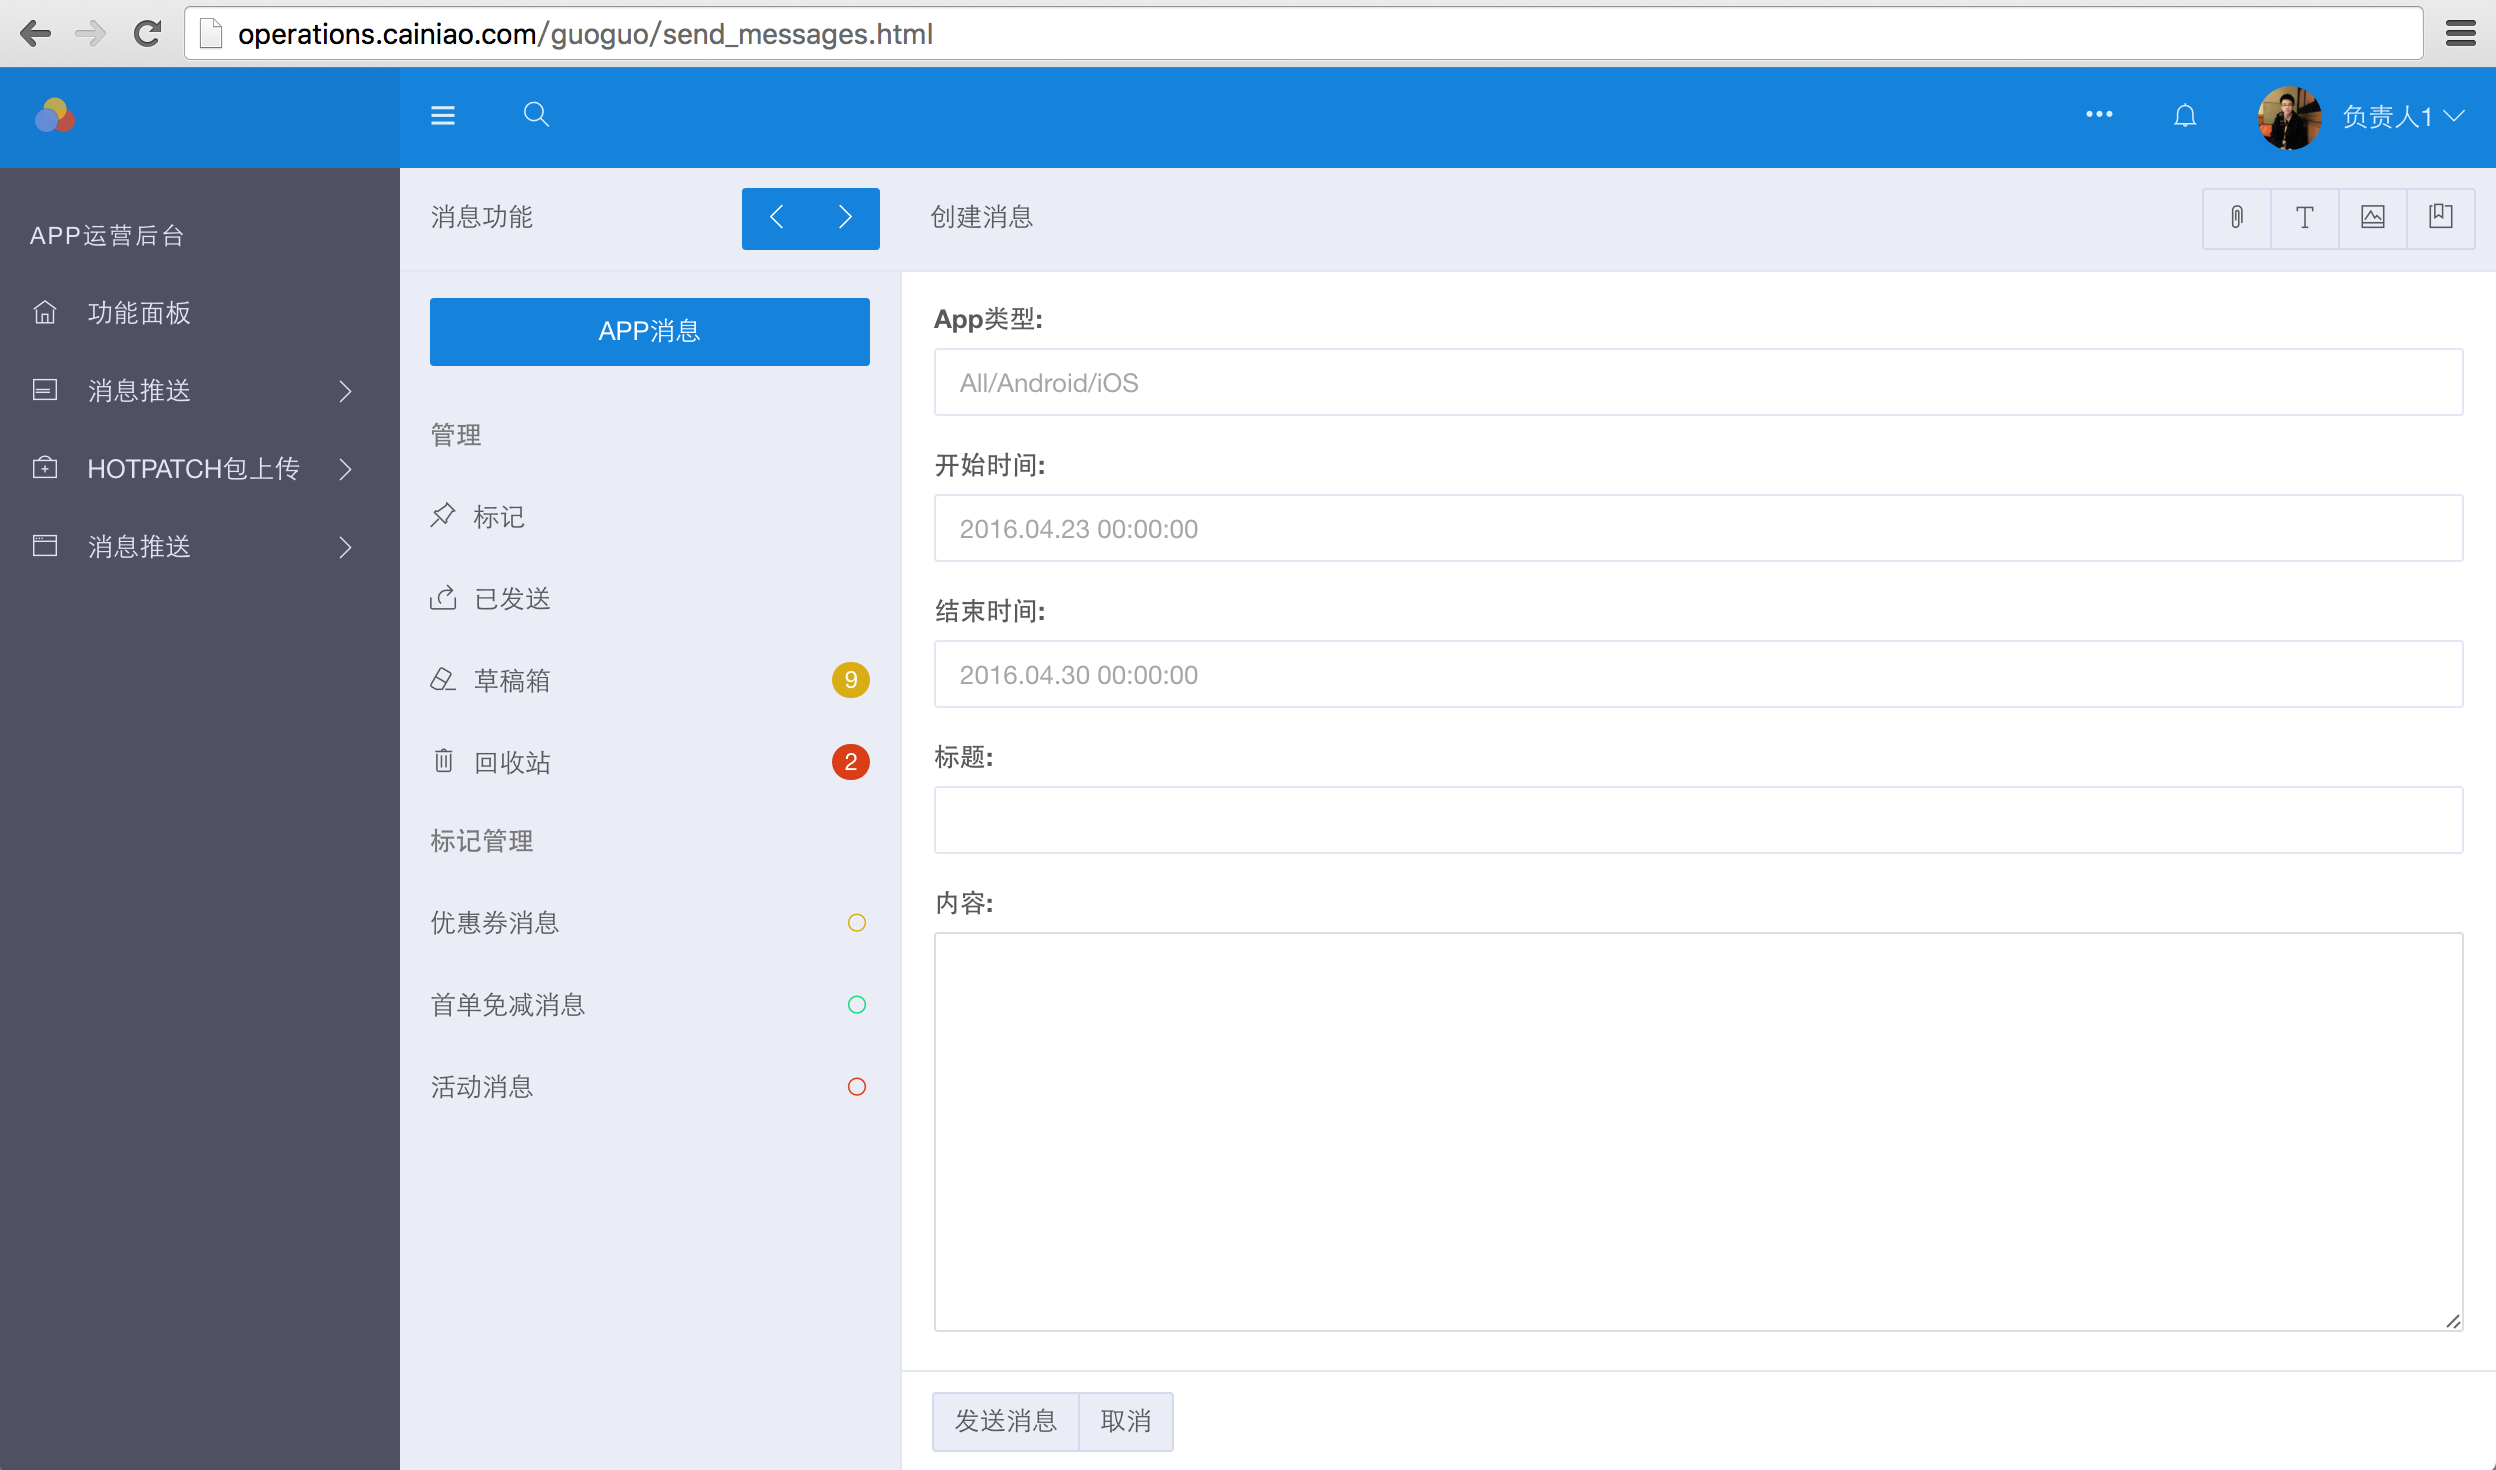 operations.cainiao.com/guoguo/send_messages.html
负责人1
APP运营后台
功能面板
消息推送
HOTPATCH包上传
消息推送
消息功能
APP消息
管理
标记
已发送
草稿箱 9
回收站 2
标记管理
优惠券消息
首单免减消息
活动消息
创建消息
T
App类型:
All/Android/iOS
开始时间:
2016.04.23 00:00:00
结束时间:
2016.04.30 00:00:00
标题:
内容:
发送消息 取消